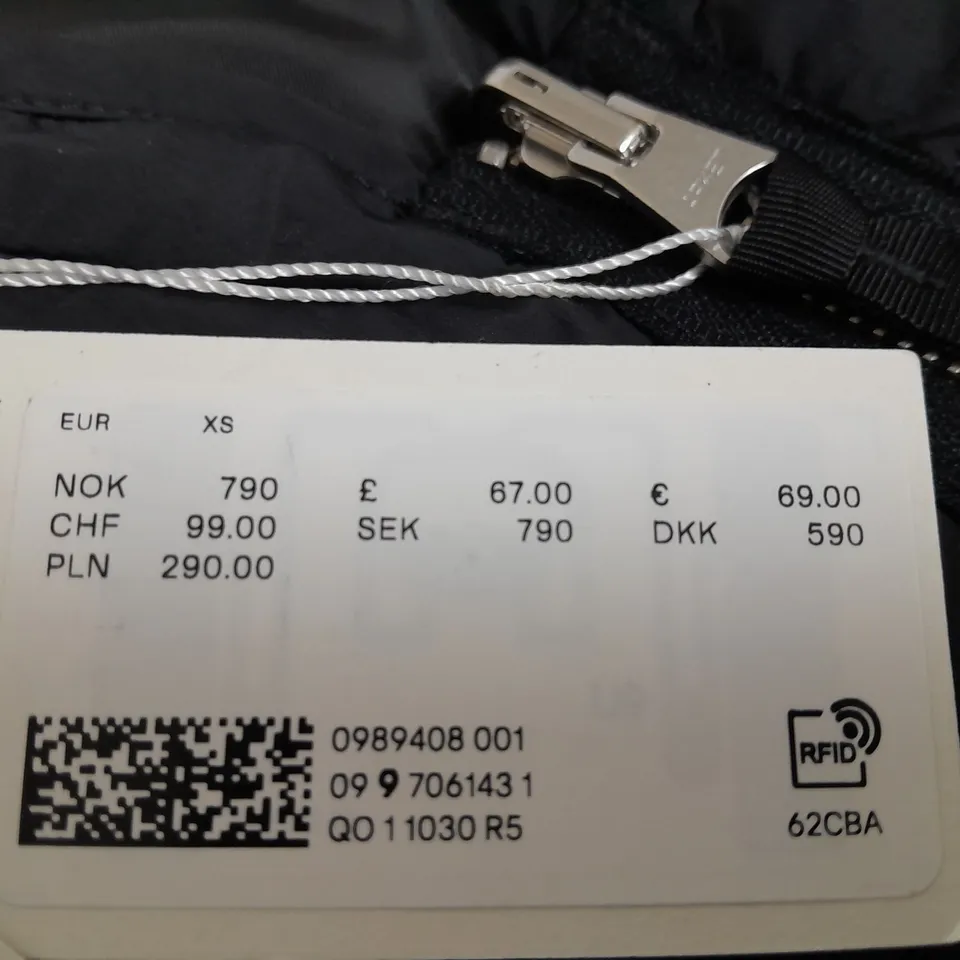 EUR XS
NOK 790 £ 67.00 € 69.00
CHF 99.00 SEK 790 DKK 590
PLN 290.00
0989408 001
09 9 706143 1
QO 1 1030 R5
RFID
62CBA